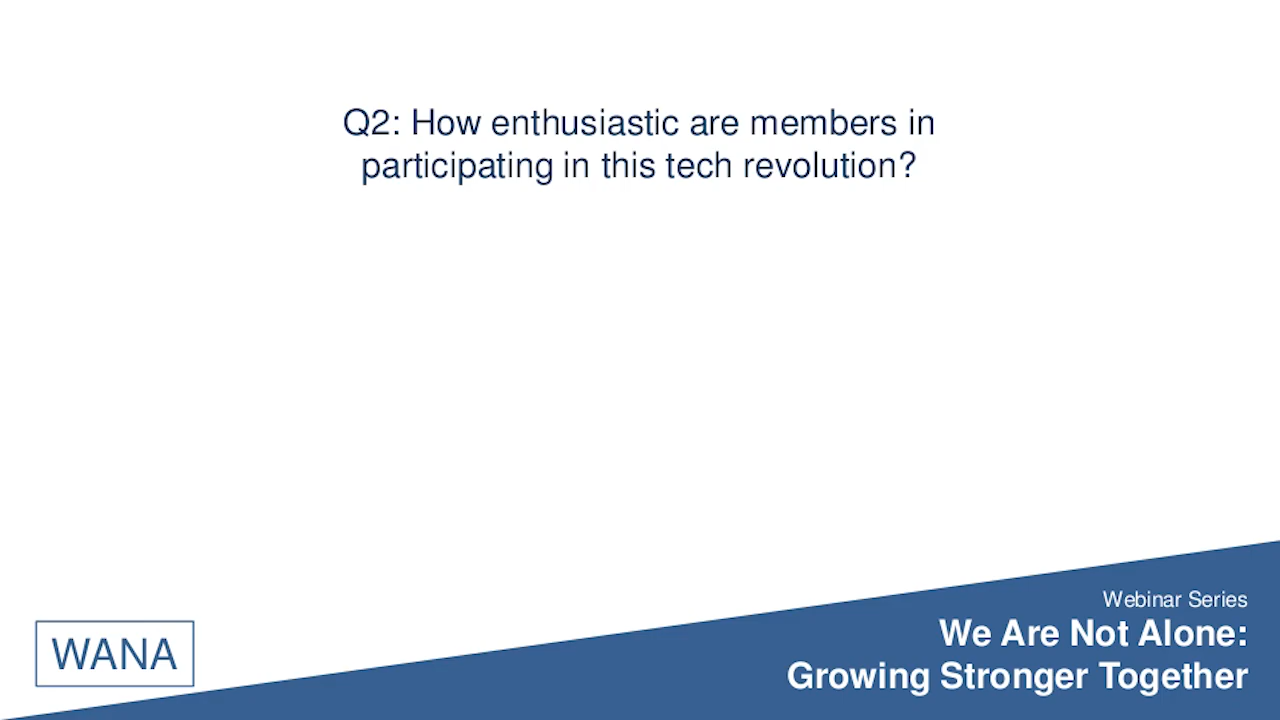 Q2: How enthusiastic are members in
participating in this tech revolution?
Webinar Series
We Are Not Alone:
Growing Stronger Together
WANA